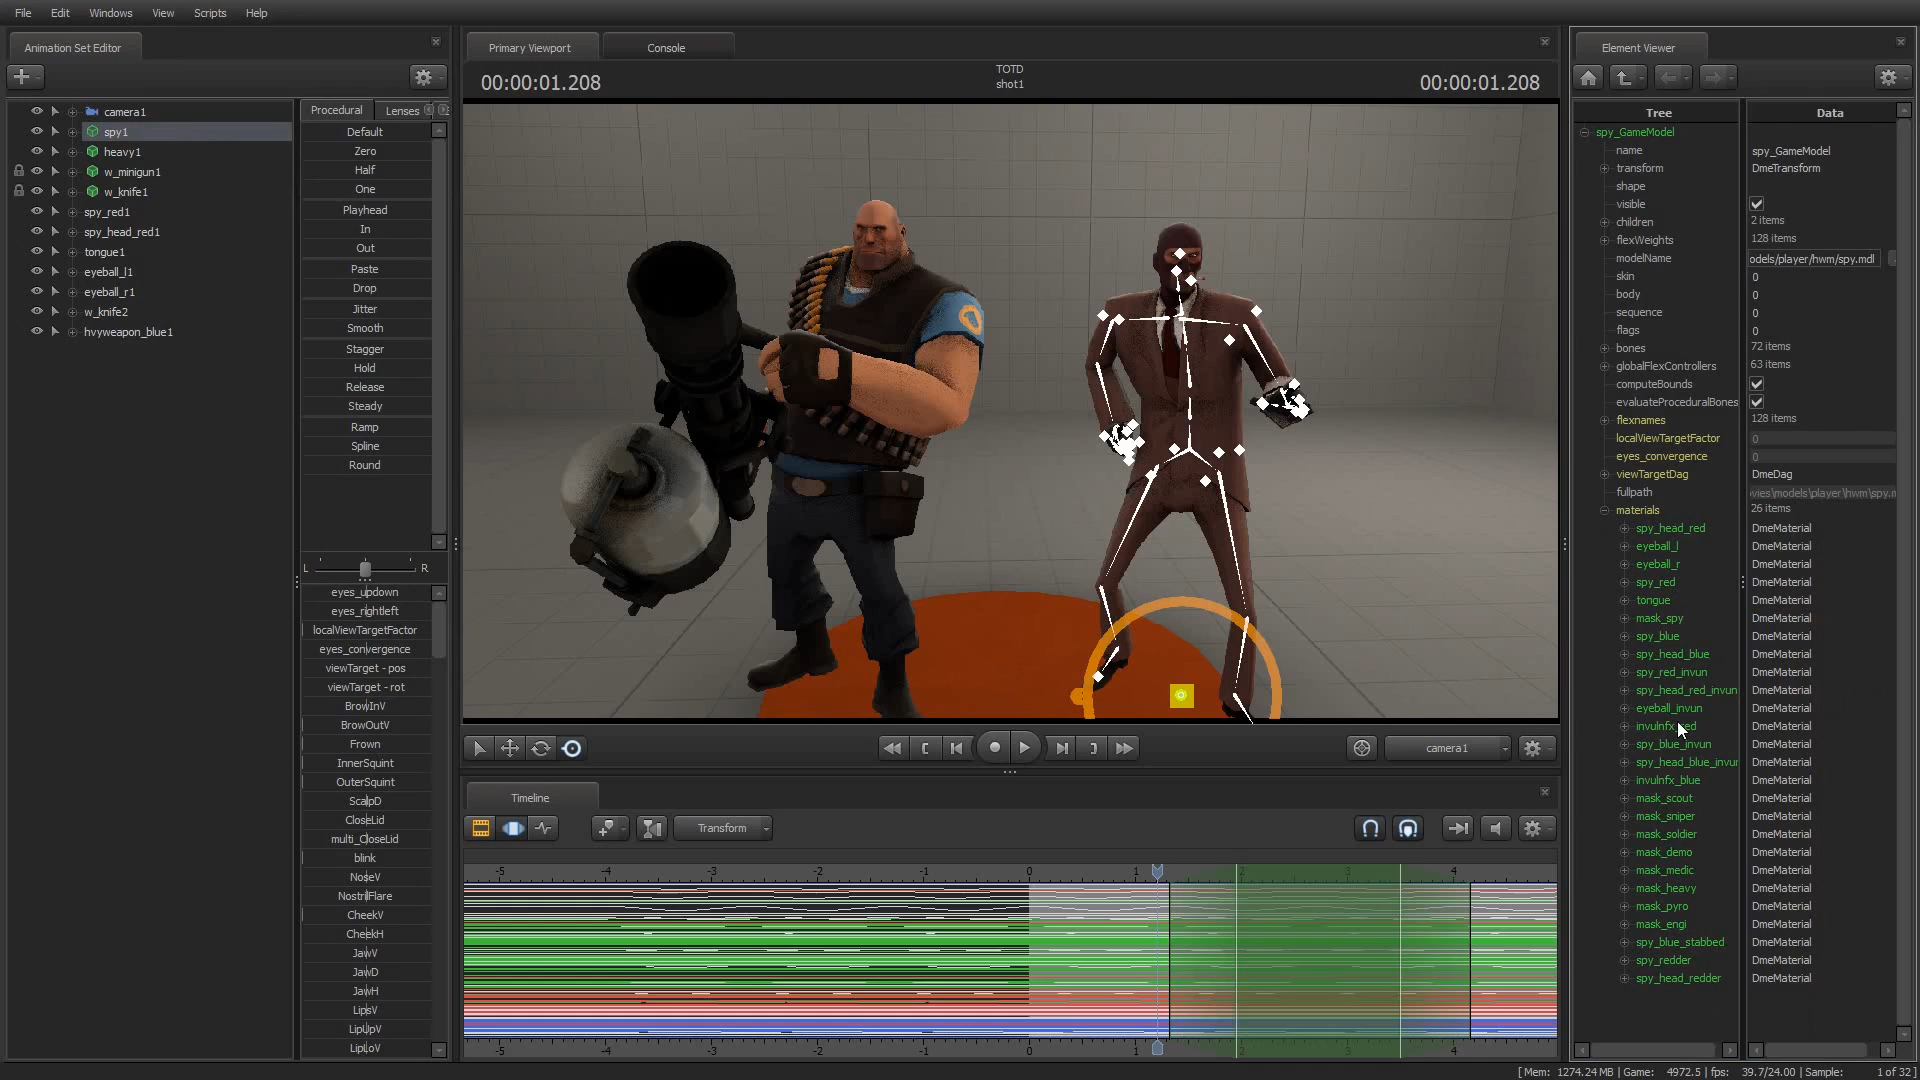 File Edit Windows View Scripts Help
Animation Set Editor
camera1
spy1
heavy1
w_minigun1
w_knife1
spy_red1
spy_head_red1
tongue1
eyeball_l1
eyeball_r1
w_knife2
hvyweapon_blue1
Procedural Lenses
Default
Zero
Half
One
Playhead
In
Out
Paste
Drop
Jitter
Smooth
Stagger
Hold
Release
Steady
Ramp
Spline
Round
L R
eyes_updown
eyes_rightleft
localViewTargetFactor
eyes_convergence
viewTarget - pos
viewTarget - rot
BrowInV
BrowOutV
Frown
InnerSquint
OuterSquint
ScalpD
CloseLid
multi_CloseLid
blink
NoseV
NostrilFlare
CheekV
CheekH
JawV
JawD
JawH
LipsV
LipUpV
LipLoV
Primary Viewport Console
00:00:01.208 TOTD 00:00:01.208
shot1
camera1
Timeline
Transform
-5 -4 -3 -2 -1 0 1 2 3 4
-5 -4 -3 -2 -1 0 1 2 3 4
Element Viewer
Tree Data
spy_GameModel
name spy_GameModel
transform DmeTransform
shape
visible
children 2 items
flexWeights 128 items
modelName odels/player/hwm/spy.mdl
skin 0
body 0
sequence 0
flags 0
bones 72 items
globalFlexControllers 63 items
computeBounds
evaluateProceduralBones
flexnames 128 items
localViewTargetFactor 0
eyes_convergence 0
viewTargetDag DmeDag
fullpath vies\models\player\hwm\spy.m
materials 26 items
spy_head_red DmeMaterial
eyeball_l DmeMaterial
eyeball_r DmeMaterial
spy_red DmeMaterial
tongue DmeMaterial
mask_spy DmeMaterial
spy_blue DmeMaterial
spy_head_blue DmeMaterial
spy_red_invun DmeMaterial
spy_head_red_invun DmeMaterial
eyeball_invun DmeMaterial
invulnfx_red DmeMaterial
spy_blue_invun DmeMaterial
spy_head_blue_invun DmeMaterial
invulnfx_blue DmeMaterial
mask_scout DmeMaterial
mask_sniper DmeMaterial
mask_soldier DmeMaterial
mask_demo DmeMaterial
mask_medic DmeMaterial
mask_heavy DmeMaterial
mask_pyro DmeMaterial
mask_engi DmeMaterial
spy_blue_stabbed DmeMaterial
spy_redder DmeMaterial
spy_head_redder DmeMaterial
[ Mem: 1274.24 MB | Game: 4972.5 | fps: 39.7/24.00 | Sample: 1 of 32 ]